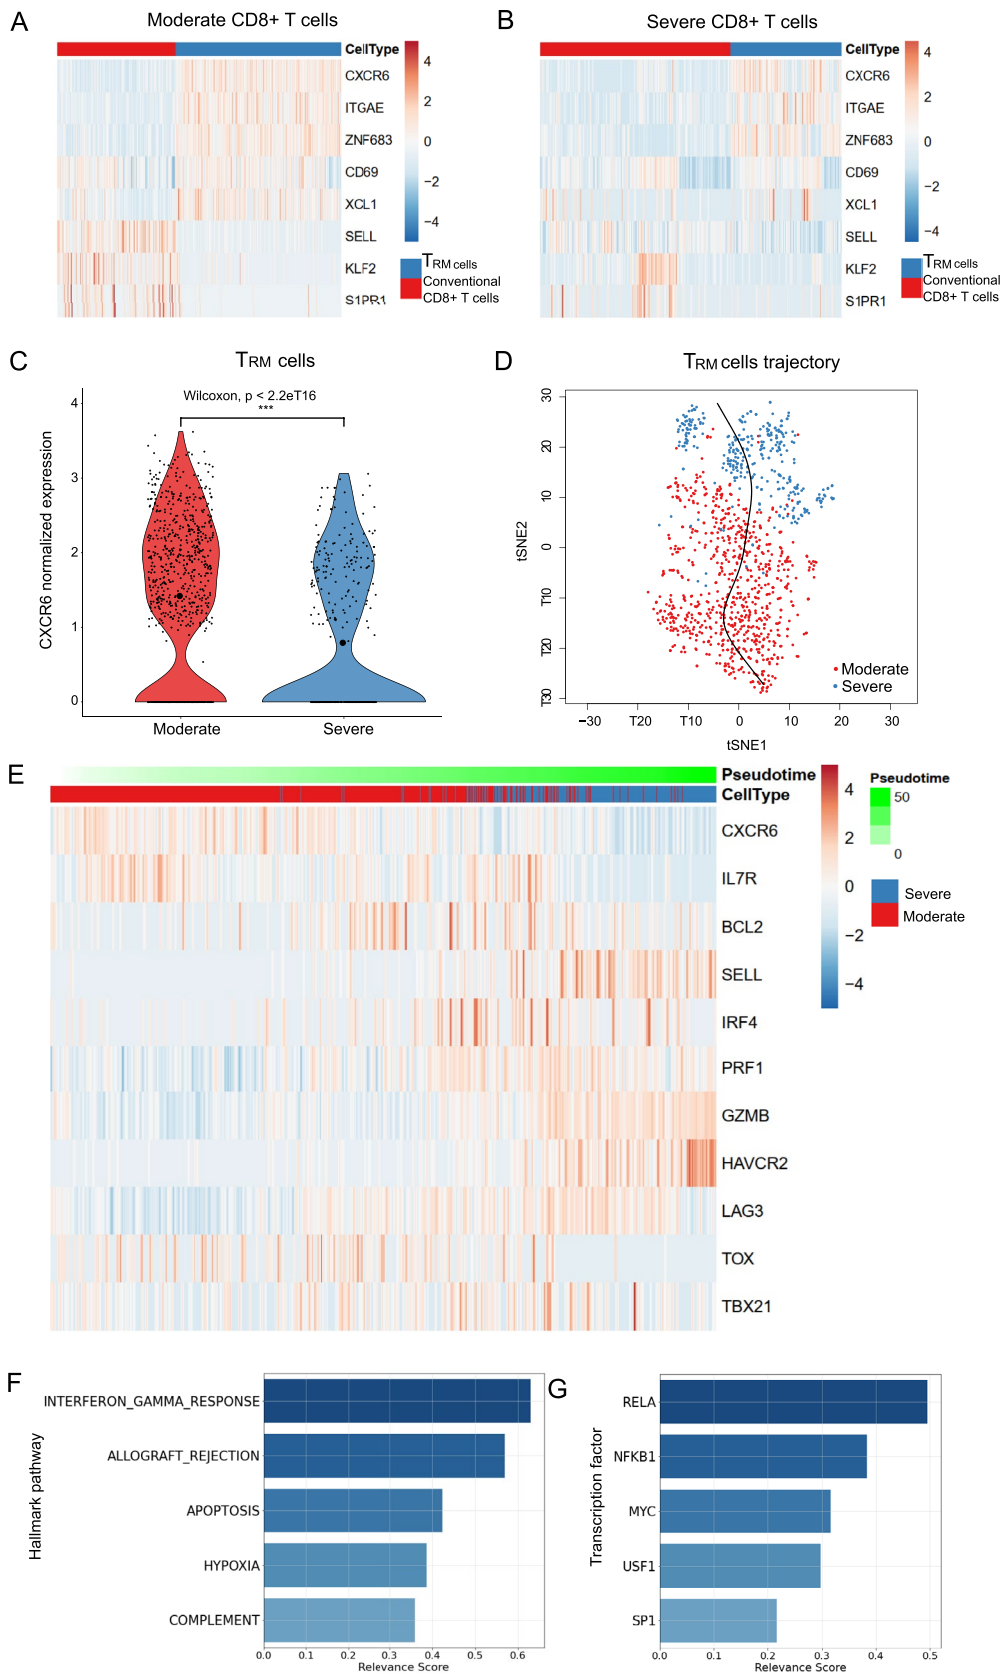 A
Moderate CD8+ T cells
CellType
CXCR6
ITGAE
ZNF683
CD69
XCL1
SELL
KLF2
S1PR1
4
2
0
−2
−4
TRM cells
Conventional
CD8+ T cells
B
Severe CD8+ T cells
CellType
CXCR6
ITGAE
ZNF683
CD69
XCL1
SELL
KLF2
S1PR1
4
2
0
−2
−4
TRM cells
Conventional
CD8+ T cells
C
TRM cells
Wilcoxon, p < 2.2eT16
***
CXCR6 normalized expression
4
3
2
1
0
Moderate
Severe
D
TRM cells trajectory
tSNE2
30
20
10
0
T10
T20
T30
Moderate
Severe
−30
T20
T10
0
10
20
30
tSNE1
E
Pseudotime
CellType
CXCR6
IL7R
BCL2
SELL
IRF4
PRF1
GZMB
HAVCR2
LAG3
TOX
TBX21
4
2
0
−2
−4
Pseudotime
50
0
Severe
Moderate
F
Hallmark pathway
INTERFERON_GAMMA_RESPONSE
ALLOGRAFT_REJECTION
APOPTOSIS
HYPOXIA
COMPLEMENT
0.0 0.1 0.2 0.3 0.4 0.5 0.6
Relevance Score
G
Transcription factor
RELA
NFKB1
MYC
USF1
SP1
0.0 0.1 0.2 0.3 0.4 0.5
Relevance Score